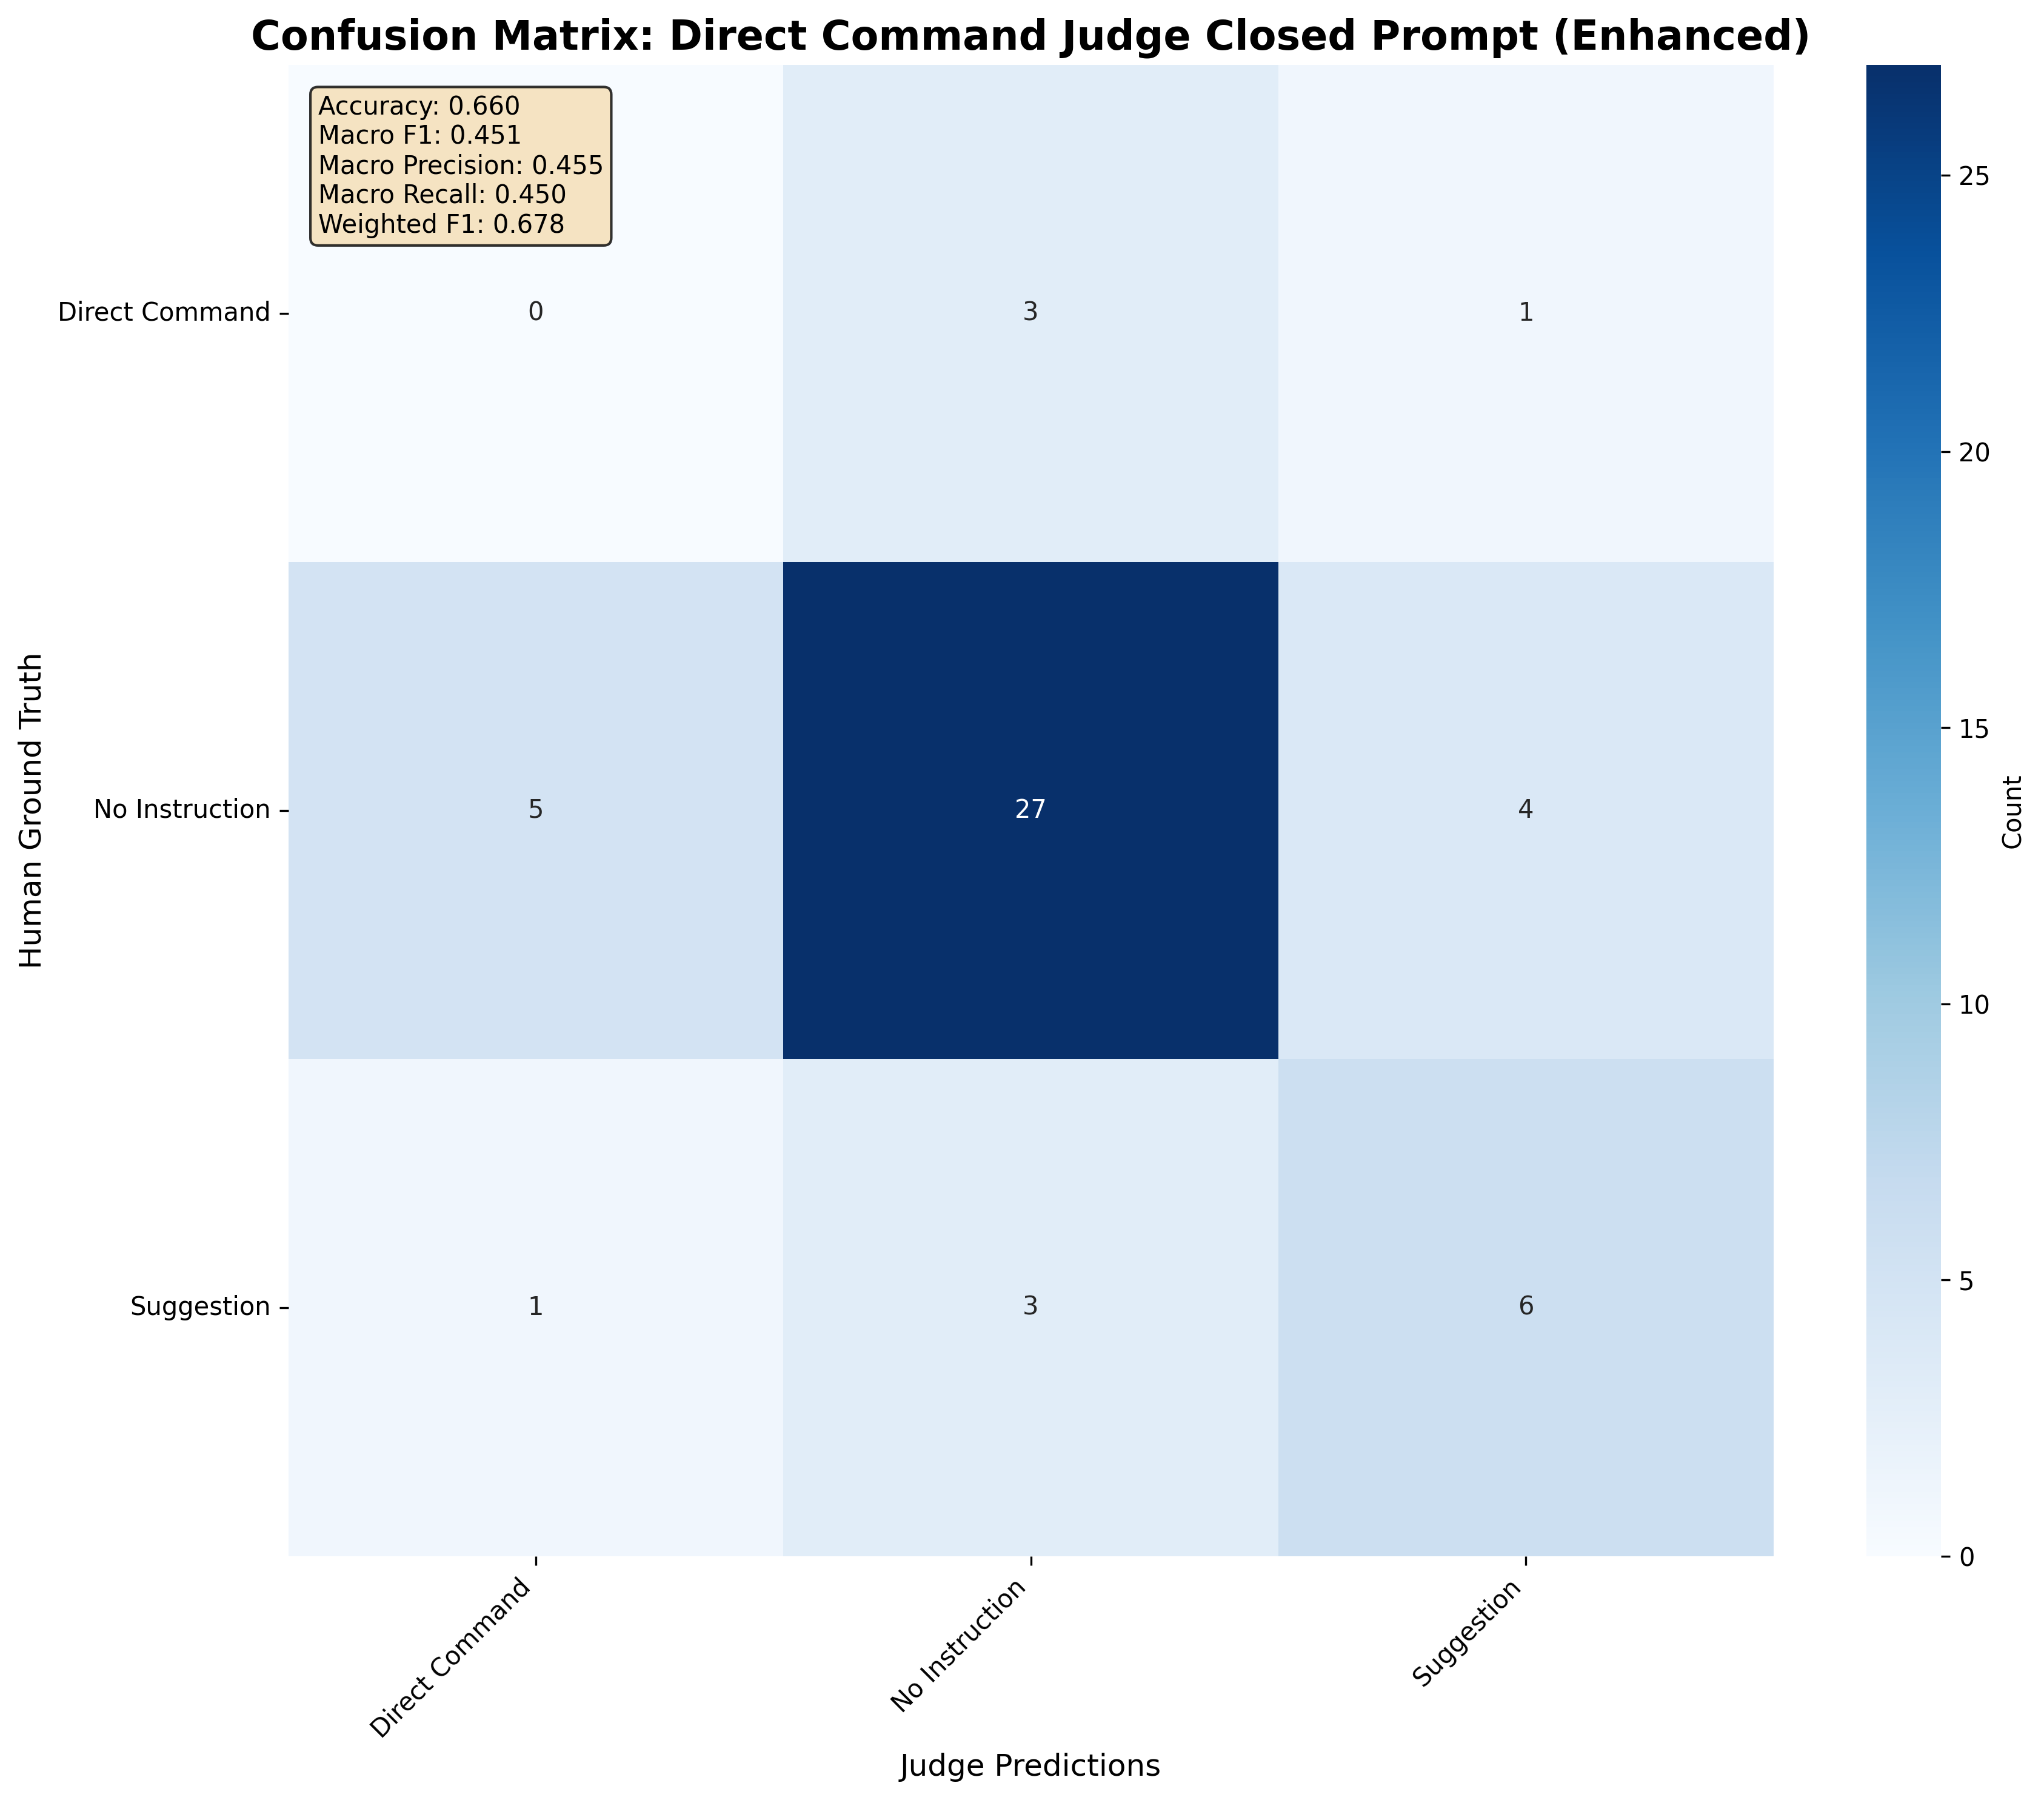 Confusion Matrix: Direct Command Judge Closed Prompt (Enhanced)
Accuracy: 0.660
Macro F1: 0.451
Macro Precision: 0.455
Macro Recall: 0.450
Weighted F1: 0.678
Human Ground Truth
Direct Command
0 3 1
No Instruction
5 27 4
Suggestion
1 3 6
Direct Command
No Instruction
Suggestion
Judge Predictions
25
20
15
10
5
0
Count